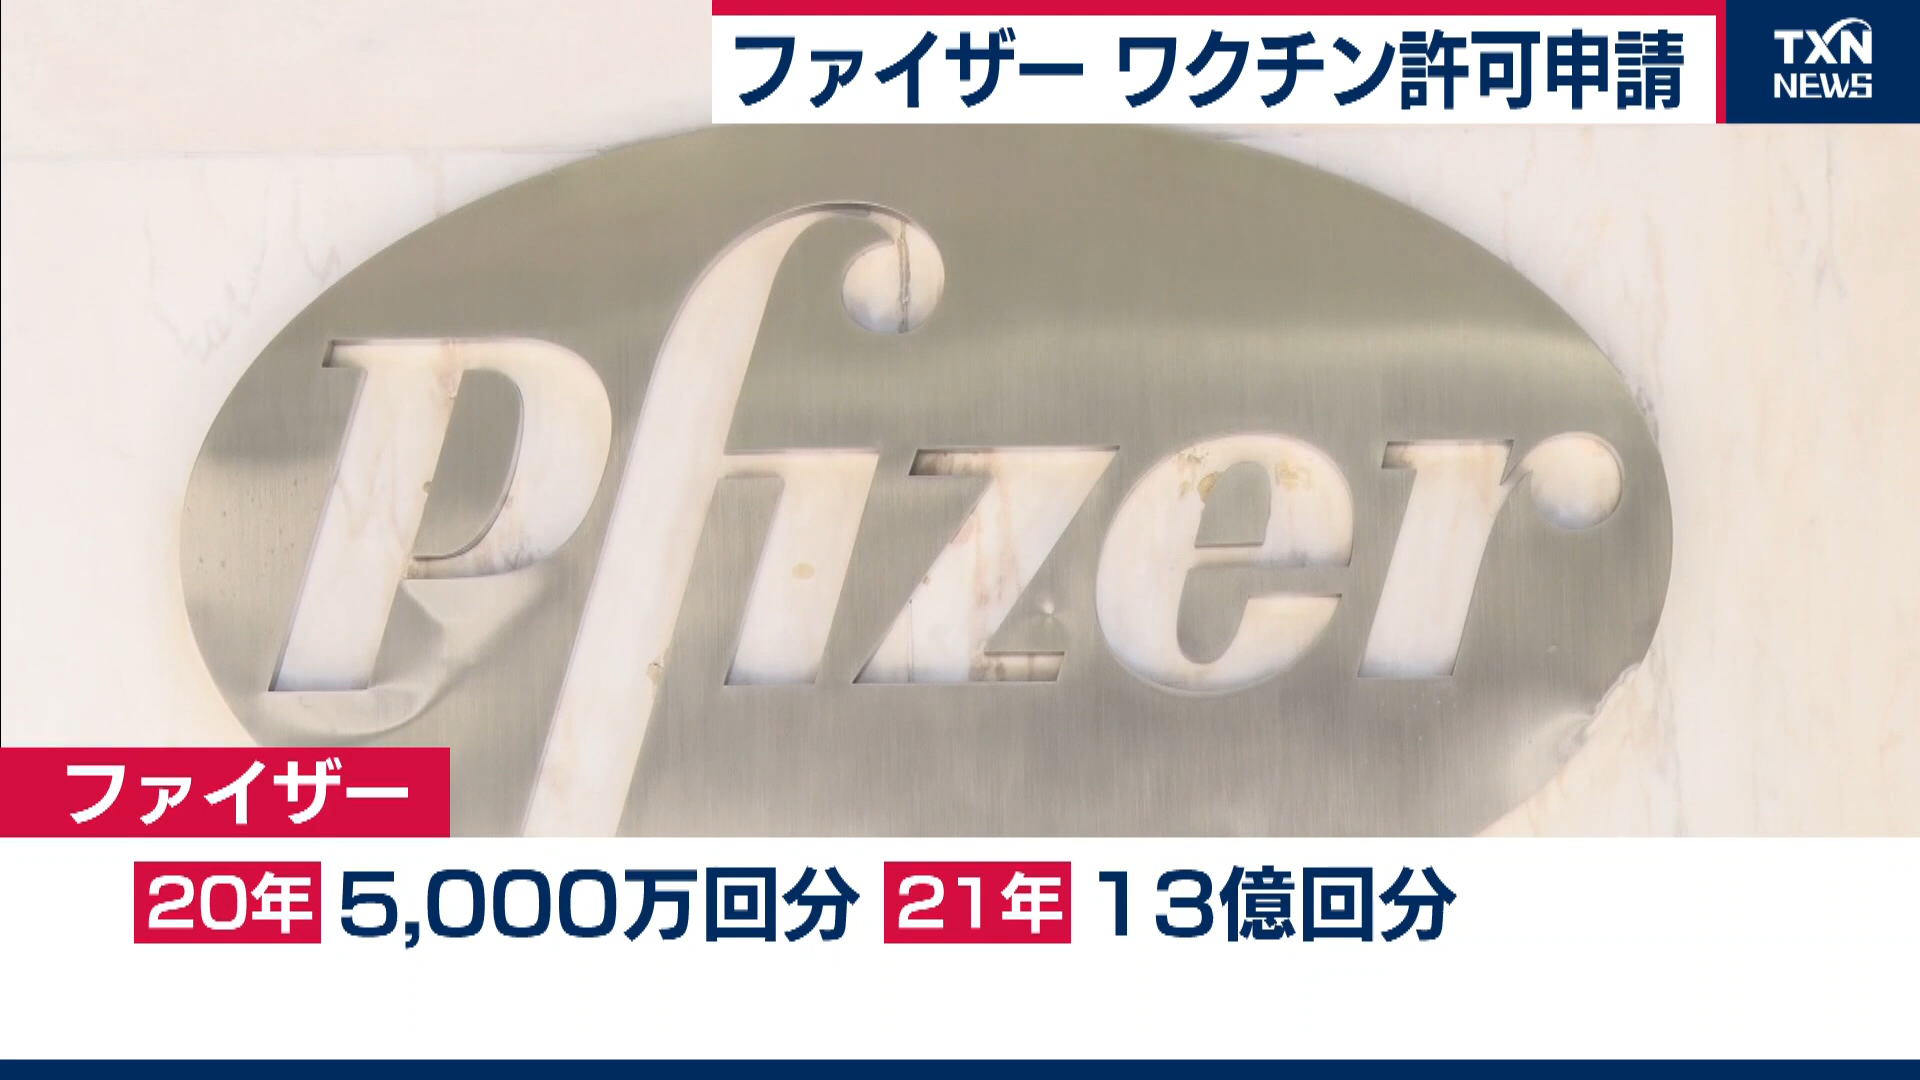 ファイザー ワクチン許可申請
TXN
NEWS
Pfizer
ファイザー
20年 5,000万回分 21年 13億回分